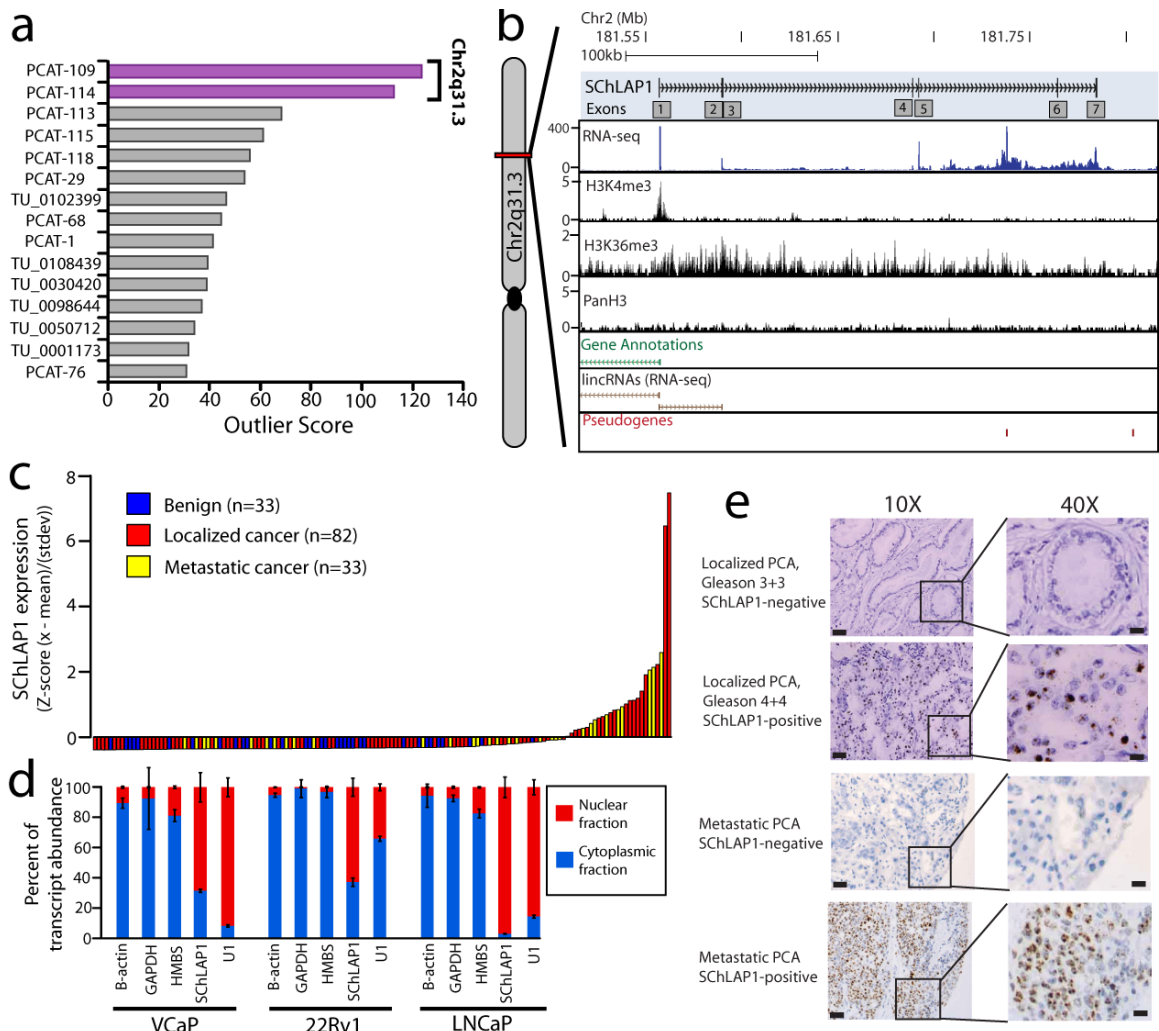 a
PCAT-109
PCAT-114
PCAT-113
PCAT-115
PCAT-118
PCAT-29
TU_0102399
PCAT-68
PCAT-1
TU_0108439
TU_0030420
TU_0098644
TU_0050712
TU_0001173
PCAT-76
0 20 40 60 80 100 120 140
Outlier Score
Chr2q31.3
b
Chr2q31.3
Chr2 (Mb)
181.55 181.65 181.75
100kb
SChLAP1
Exons 1 2 3 4 5 6 7
400
RNA-seq
0
5
H3K4me3
0
2
H3K36me3
0
5
PanH3
0
Gene Annotations
lincRNAs (RNA-seq)
Pseudogenes
c
SChLAP1 expression
(Z-score (x - mean)/(stdev))
8
6
4
2
0
Benign (n=33)
Localized cancer (n=82)
Metastatic cancer (n=33)
d
Percent of
transcript abundance
100
80
60
40
20
0
B-actin GAPDH HMBS SChLAP1 U1
B-actin GAPDH HMBS SChLAP1 U1
B-actin GAPDH HMBS SChLAP1 U1
VCaP 22Rv1 LNCaP
Nuclear
fraction
Cytoplasmic
fraction
e
10X 40X
Localized PCA,
Gleason 3+3
SChLAP1-negative
Localized PCA,
Gleason 4+4
SChLAP1-positive
Metastatic PCA
SChLAP1-negative
Metastatic PCA
SChLAP1-positive